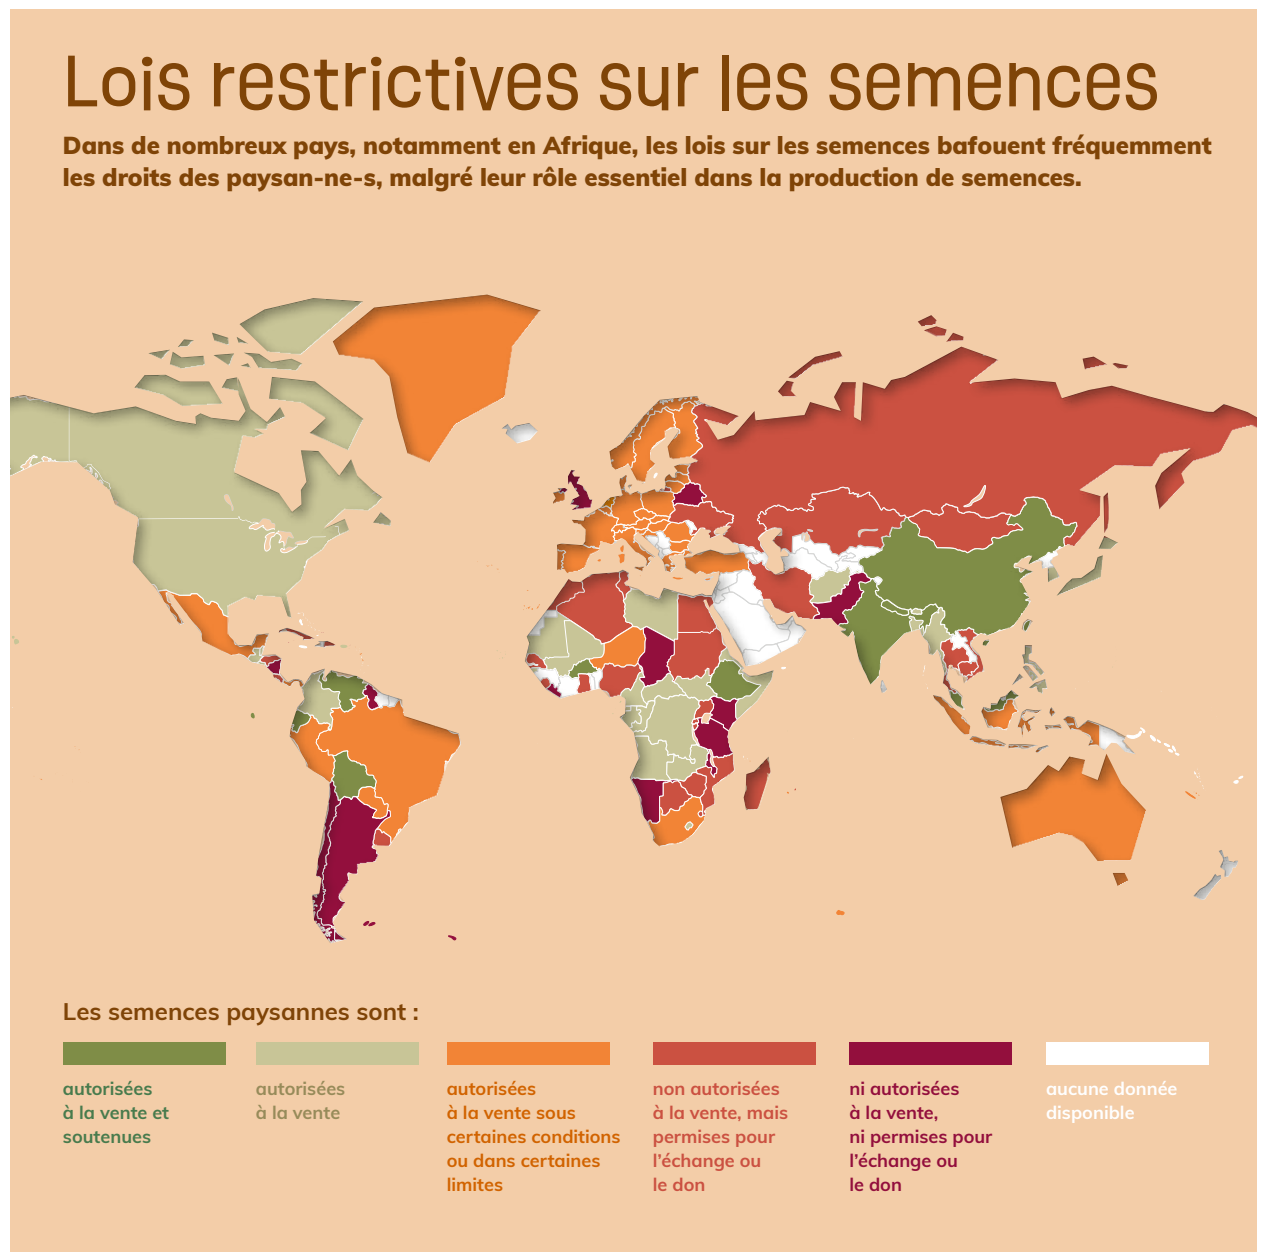 Lois restrictives sur les semences
Dans de nombreux pays, notamment en Afrique, les lois sur les semences bafouent fréquemment
les droits des paysan-ne-s, malgré leur rôle essentiel dans la production de semences.
Les semences paysannes sont :
autorisées
à la vente et
soutenues
autorisées
à la vente
autorisées
à la vente sous
certaines conditions
ou dans certaines
limites
non autorisées
à la vente, mais
permises pour
l'échange ou
le don
ni autorisées
à la vente,
ni permises pour
l'échange ou
le don
aucune donnée
disponible